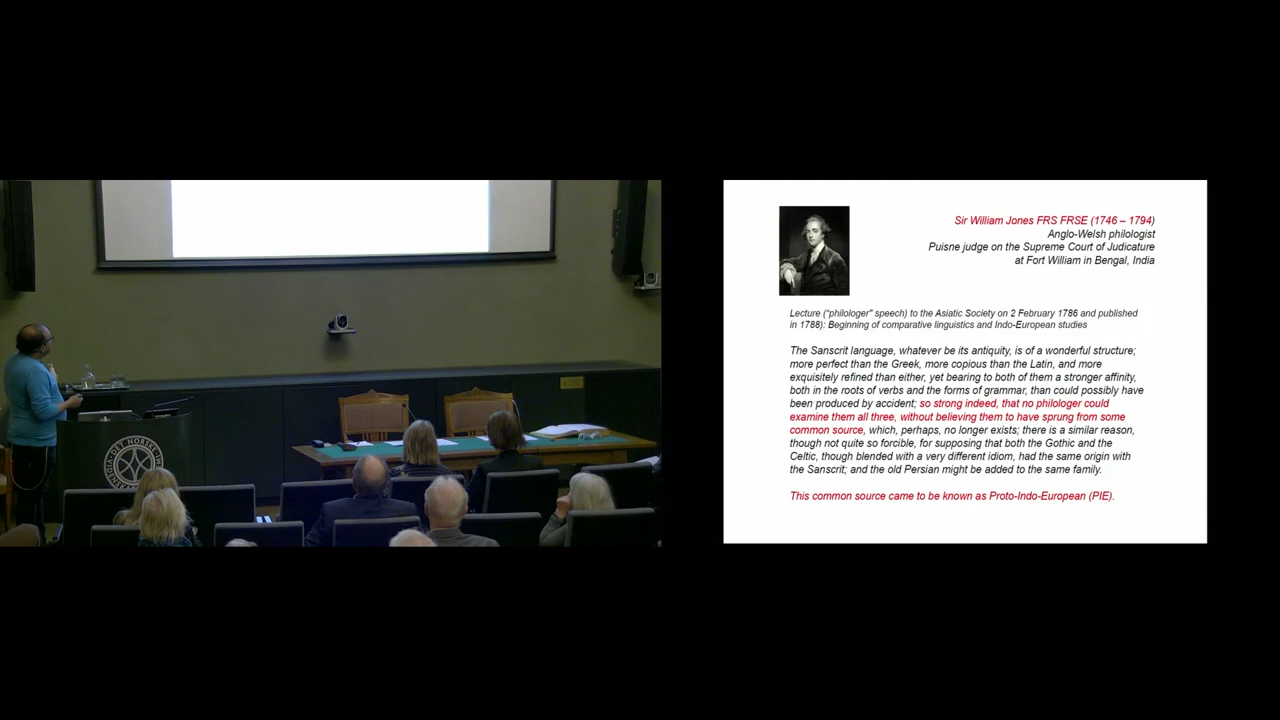 DET NORSKE
Sir William Jones FRS FRSE (1746 – 1794)
Anglo-Welsh philologist
Puisne judge on the Supreme Court of Judicature
at Fort William in Bengal, India
Lecture ("philologer" speech) to the Asiatic Society on 2 February 1786 and published
in 1788): Beginning of comparative linguistics and Indo-European studies
The Sanscrit language, whatever be its antiquity, is of a wonderful structure;
more perfect than the Greek, more copious than the Latin, and more
exquisitely refined than either, yet bearing to both of them a stronger affinity,
both in the roots of verbs and the forms of grammar, than could possibly have
been produced by accident; so strong indeed, that no philologer could
examine them all three, without believing them to have sprung from some
common source, which, perhaps, no longer exists; there is a similar reason,
though not quite so forcible, for supposing that both the Gothic and the
Celtic, though blended with a very different idiom, had the same origin with
the Sanscrit; and the old Persian might be added to the same family.
This common source came to be known as Proto-Indo-European (PIE).